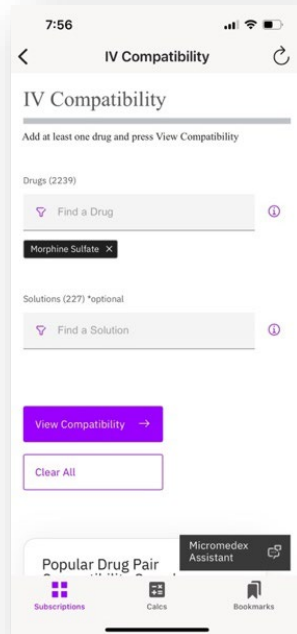 7:56
IV Compatibility
IV Compatibility
Add at least one drug and press View Compatibility
Drugs (2239)
Find a Drug
Morphine Sulfate ×
Solutions (227) *optional
Find a Solution
View Compatibility →
Clear All
Micromedex
Assistant
Popular Drug Pair
Subscriptions
Calcs
Bookmarks